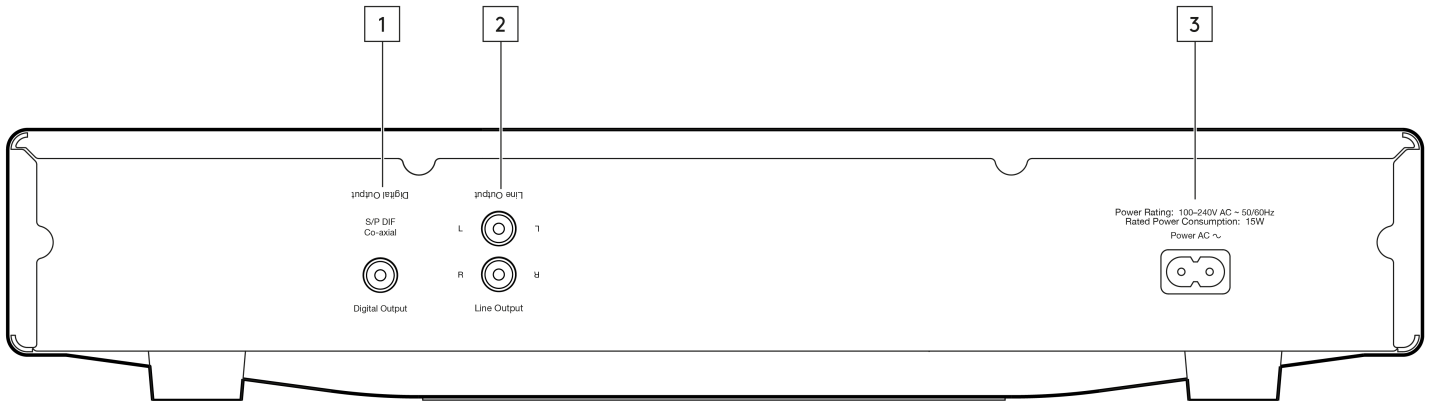 1
2
3
Digital Output
Line Output
S/P DIF
Co-axial
L
L
R
R
Digital Output
Line Output
Power Rating: 100–240V AC ~ 50/60Hz
Rated Power Consumption: 15W
Power AC ~